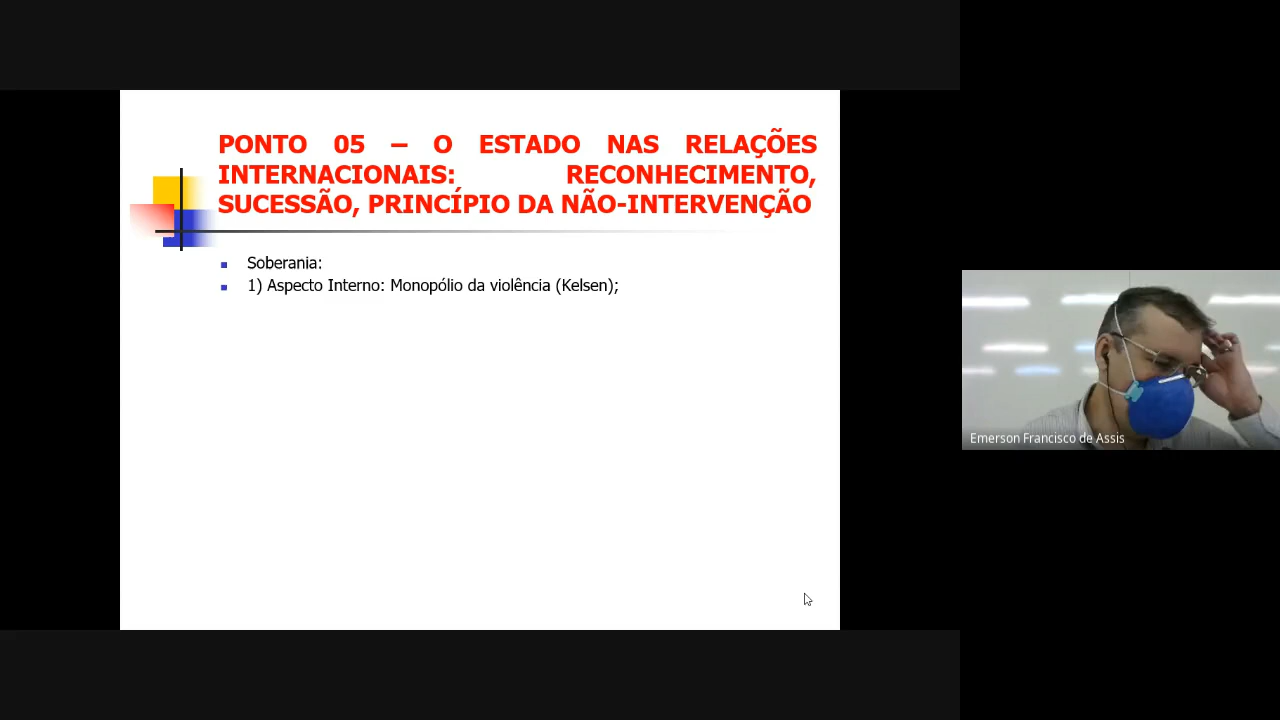 PONTO 05 – O ESTADO NAS RELAÇÕES
INTERNACIONAIS: RECONHECIMENTO,
SUCESSÃO, PRINCÍPIO DA NÃO-INTERVENÇÃO
Soberania:
1) Aspecto Interno: Monopólio da violência (Kelsen);
Emerson Francisco de Assis